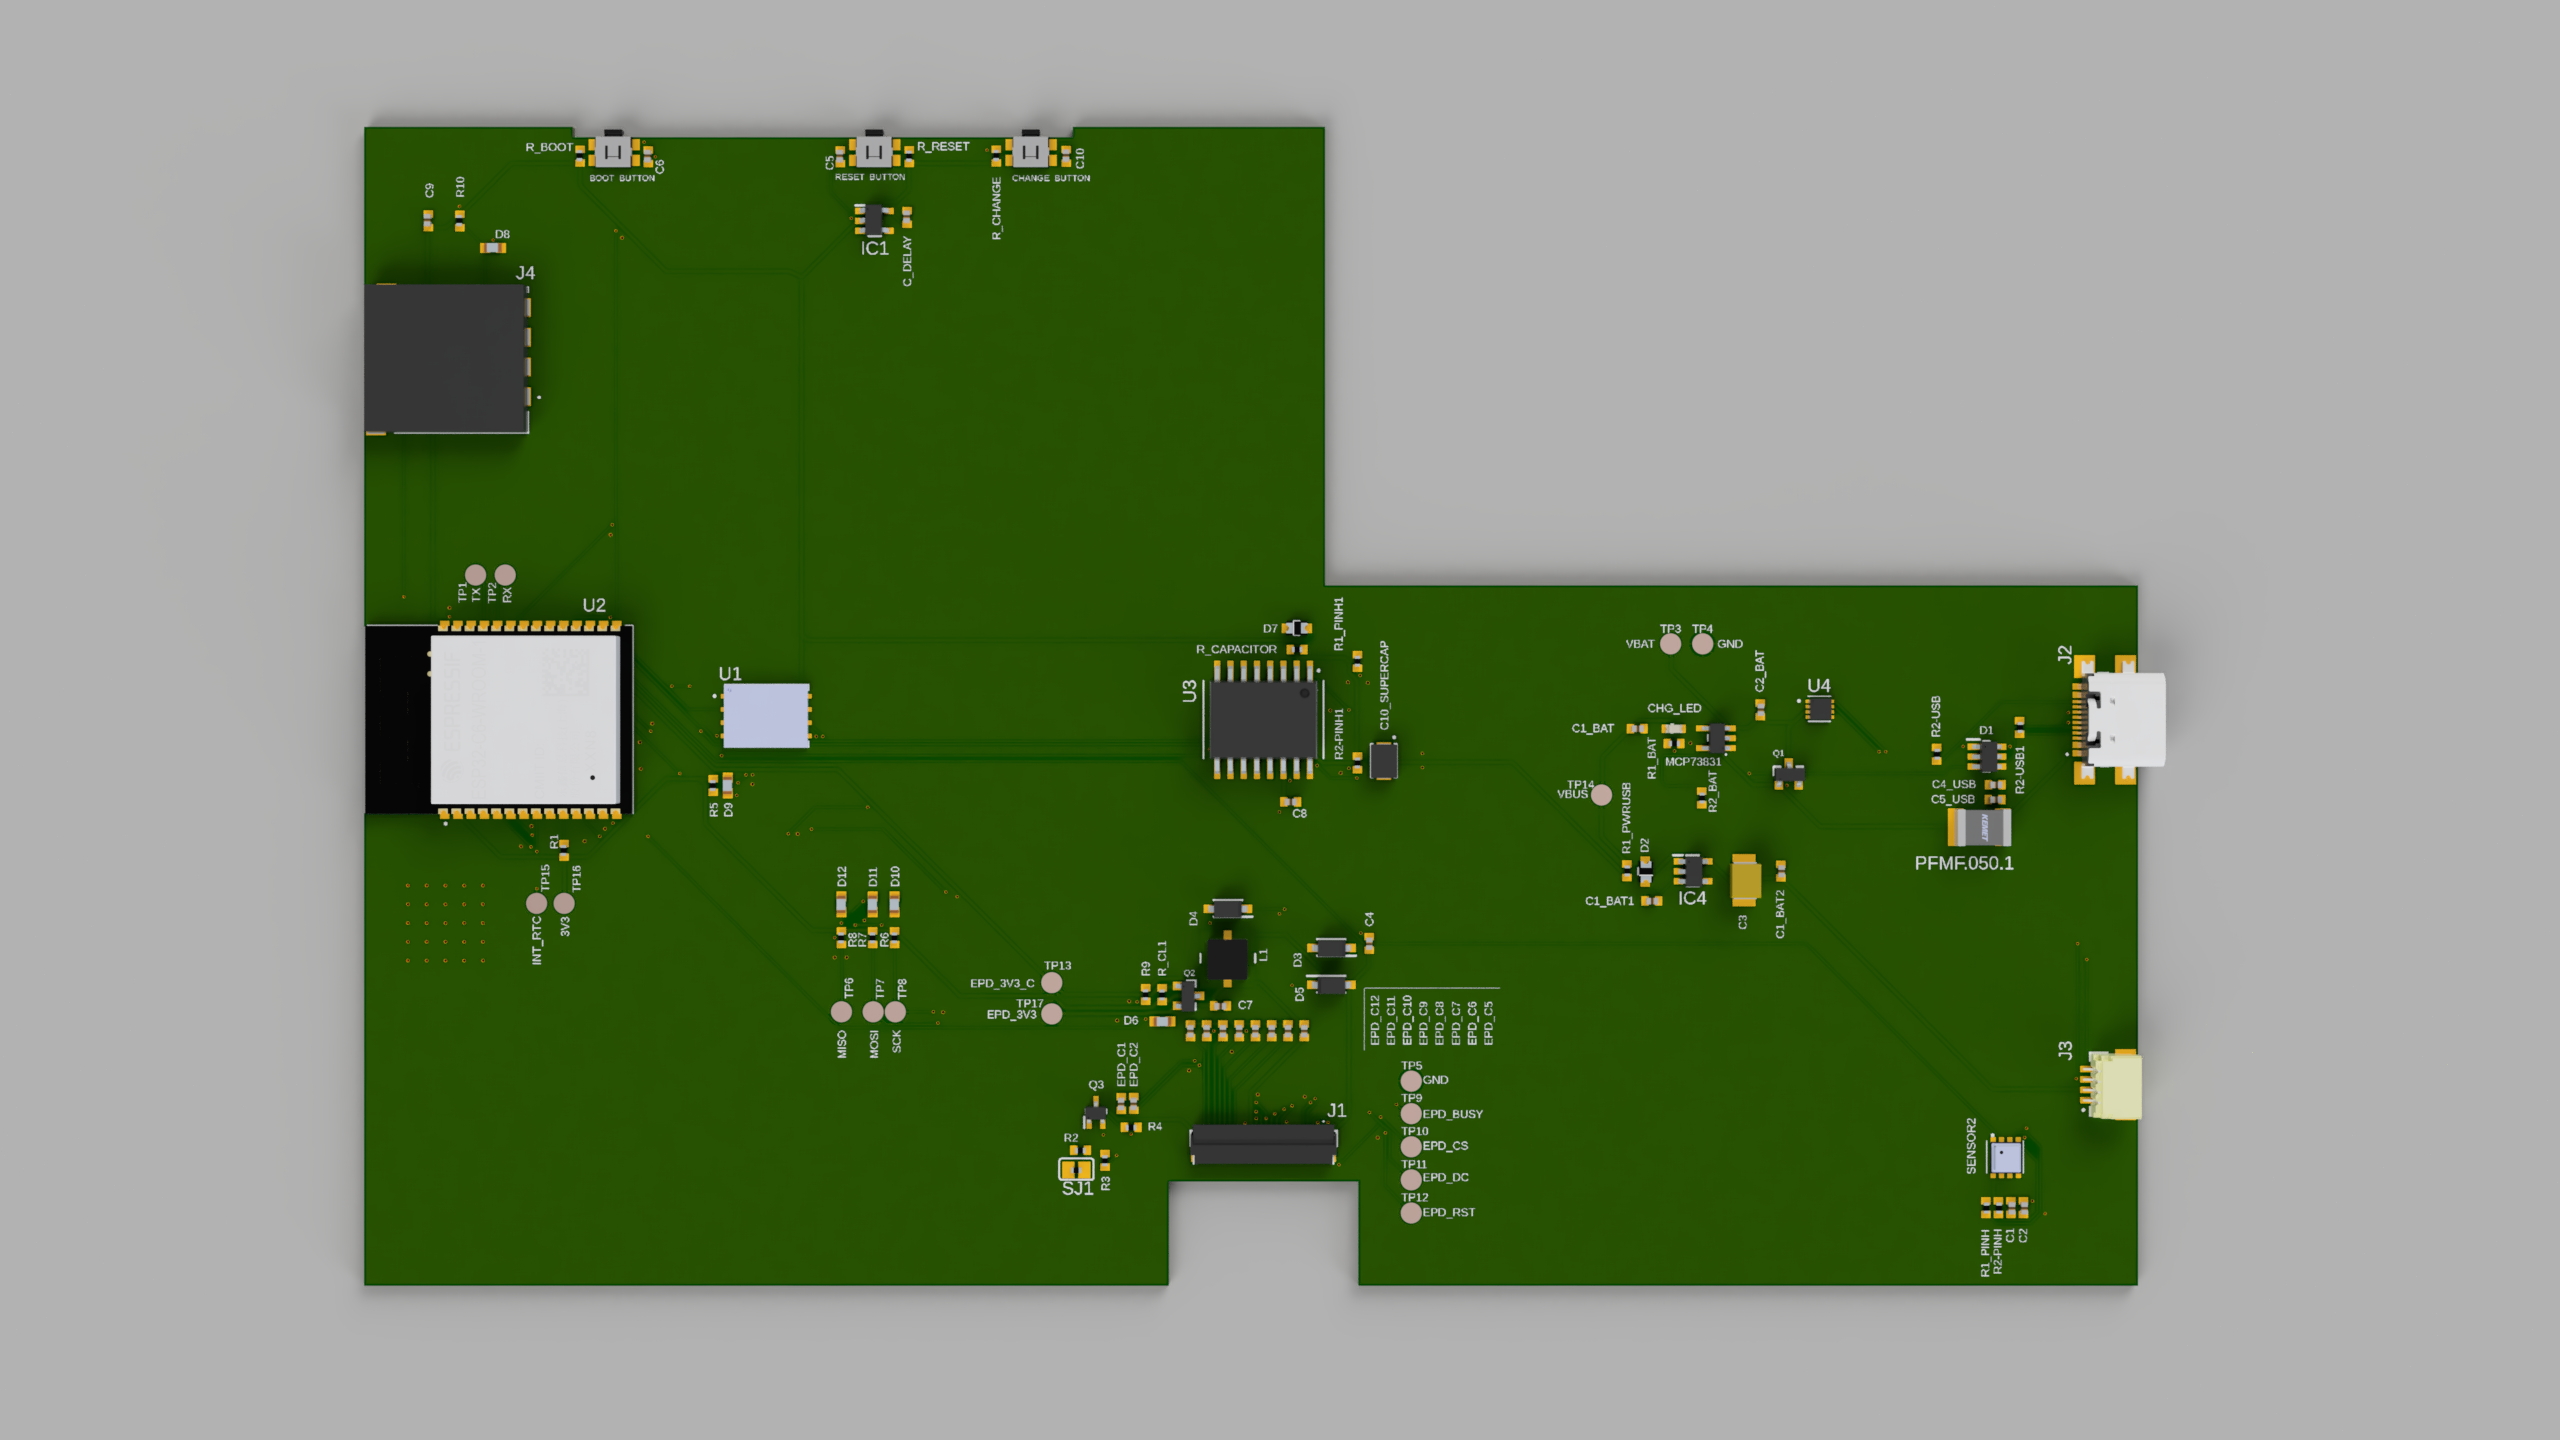 R_BOOT
C6
BOOT BUTTON
C5
R_RESET
RESET BUTTON
C10
CHANGE BUTTON
R_CHANGE
C9
R10
D8
IC1
C_DELAY
J4
TP1
TX
TP2
RX
U2
U1
D7
R1_PINH1
R_CAPACITOR
U3
C10_SUPERCAP
R2-PINH1
C8
TP3
TP4
VBAT
GND
C2_BAT
U4
CHG_LED
C1_BAT
R1_BAT
MCP73831
R2_BAT
Q1
TP14
VBUS
J2
R2-USB
D1
R2-USB1
C4_USB
C5_USB
KEMET
PFMF.050.1
R1_PWRUSB
D2
C1_BAT1
IC4
C3
C1_BAT2
R5
D9
R1
TP15
TP16
INT_RTC
3V3
D12
D11
D10
R8
R7
R6
TP6
TP7
TP8
MISO
MOSI
SCK
D4
L1
D3
C4
D5
R9
R_CL1
Q2
C7
TP13
EPD_3V3_C
TP17
EPD_3V3
D6
EPD_C12
EPD_C11
EPD_C10
EPD_C9
EPD_C8
EPD_C7
EPD_C6
EPD_C5
EPD_C1
EPD_C2
Q3
R4
R2
R3
SJ1
J1
TP5
GND
TP9
EPD_BUSY
TP10
EPD_CS
TP11
EPD_DC
TP12
EPD_RST
J3
SENSOR2
R1_PINH
R2-PINH
C1
C2